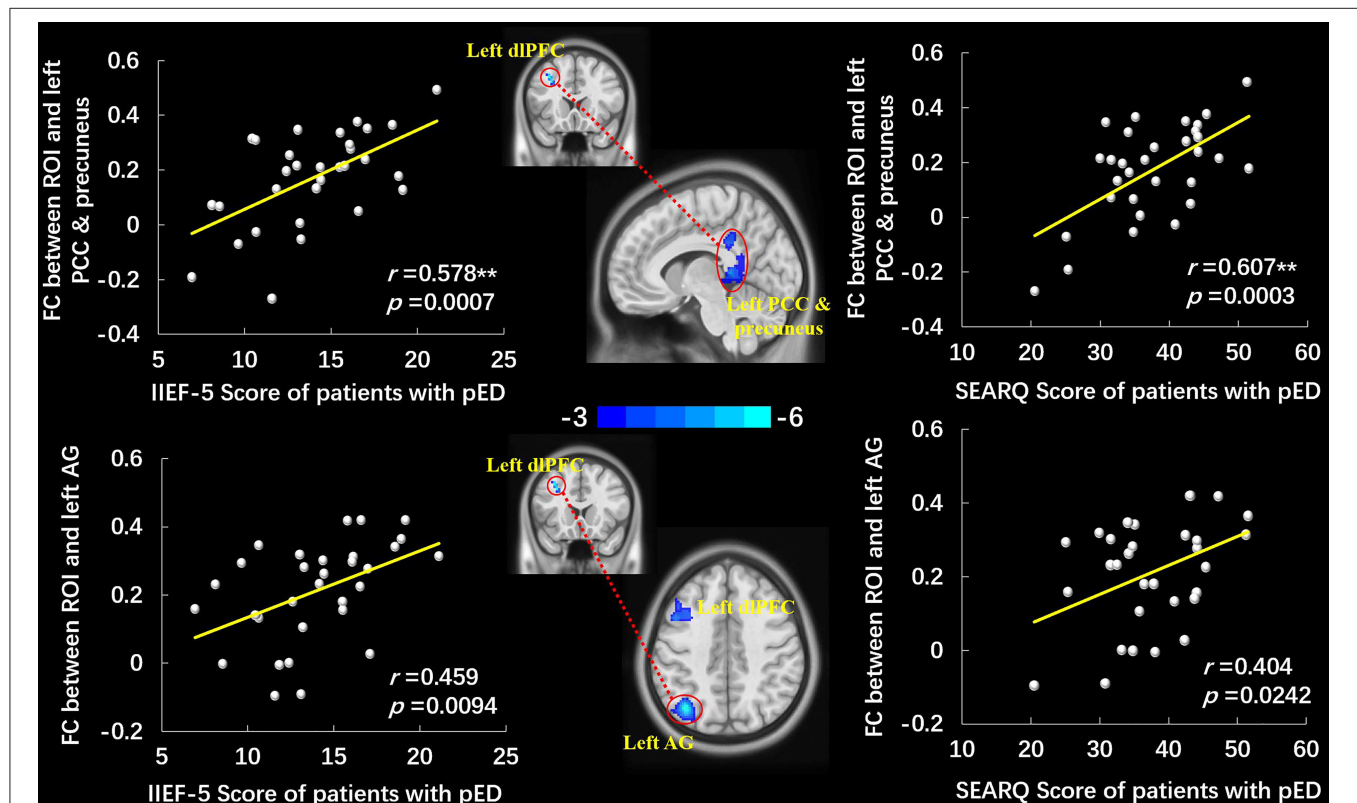 FC between ROI and left
PCC & precuneus
0.6
0.4
0.2
0
-0.2
-0.4
5
10
15
20
25
r=0.578**
p=0.0007
IIEF-5 Score of patients with pED
Left dlPFC
Left PCC &
precuneus
FC between ROI and left
PCC & precuneus
0.6
0.4
0.2
0
-0.2
-0.4
10
20
30
40
50
60
r=0.607**
p=0.0003
SEARQ Score of patients with pED
-3
-6
FC between ROI and left AG
0.6
0.4
0.2
0
-0.2
5
10
15
20
25
r=0.459
p=0.0094
IIEF-5 Score of patients with pED
Left dlPFC
Left dlPFC
Left AG
FC between ROI and left AG
0.6
0.4
0.2
0
-0.2
10
20
30
40
50
60
r=0.404
p=0.0242
SEARQ Score of patients with pED